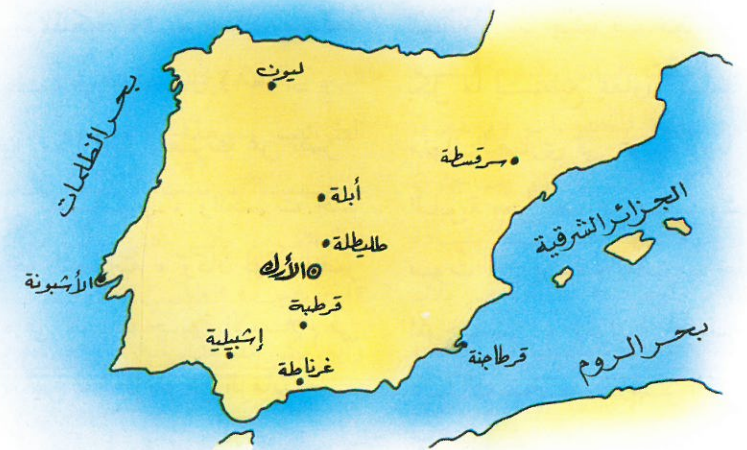 ليون
بحر الظلمات
سرقسطة
أبلة
الجزائر الشرقية
طليطلة
الأرك
الأشبونة
قرطبة
إشبيلية
غرناطة
قرطاجنة
بحر الروم